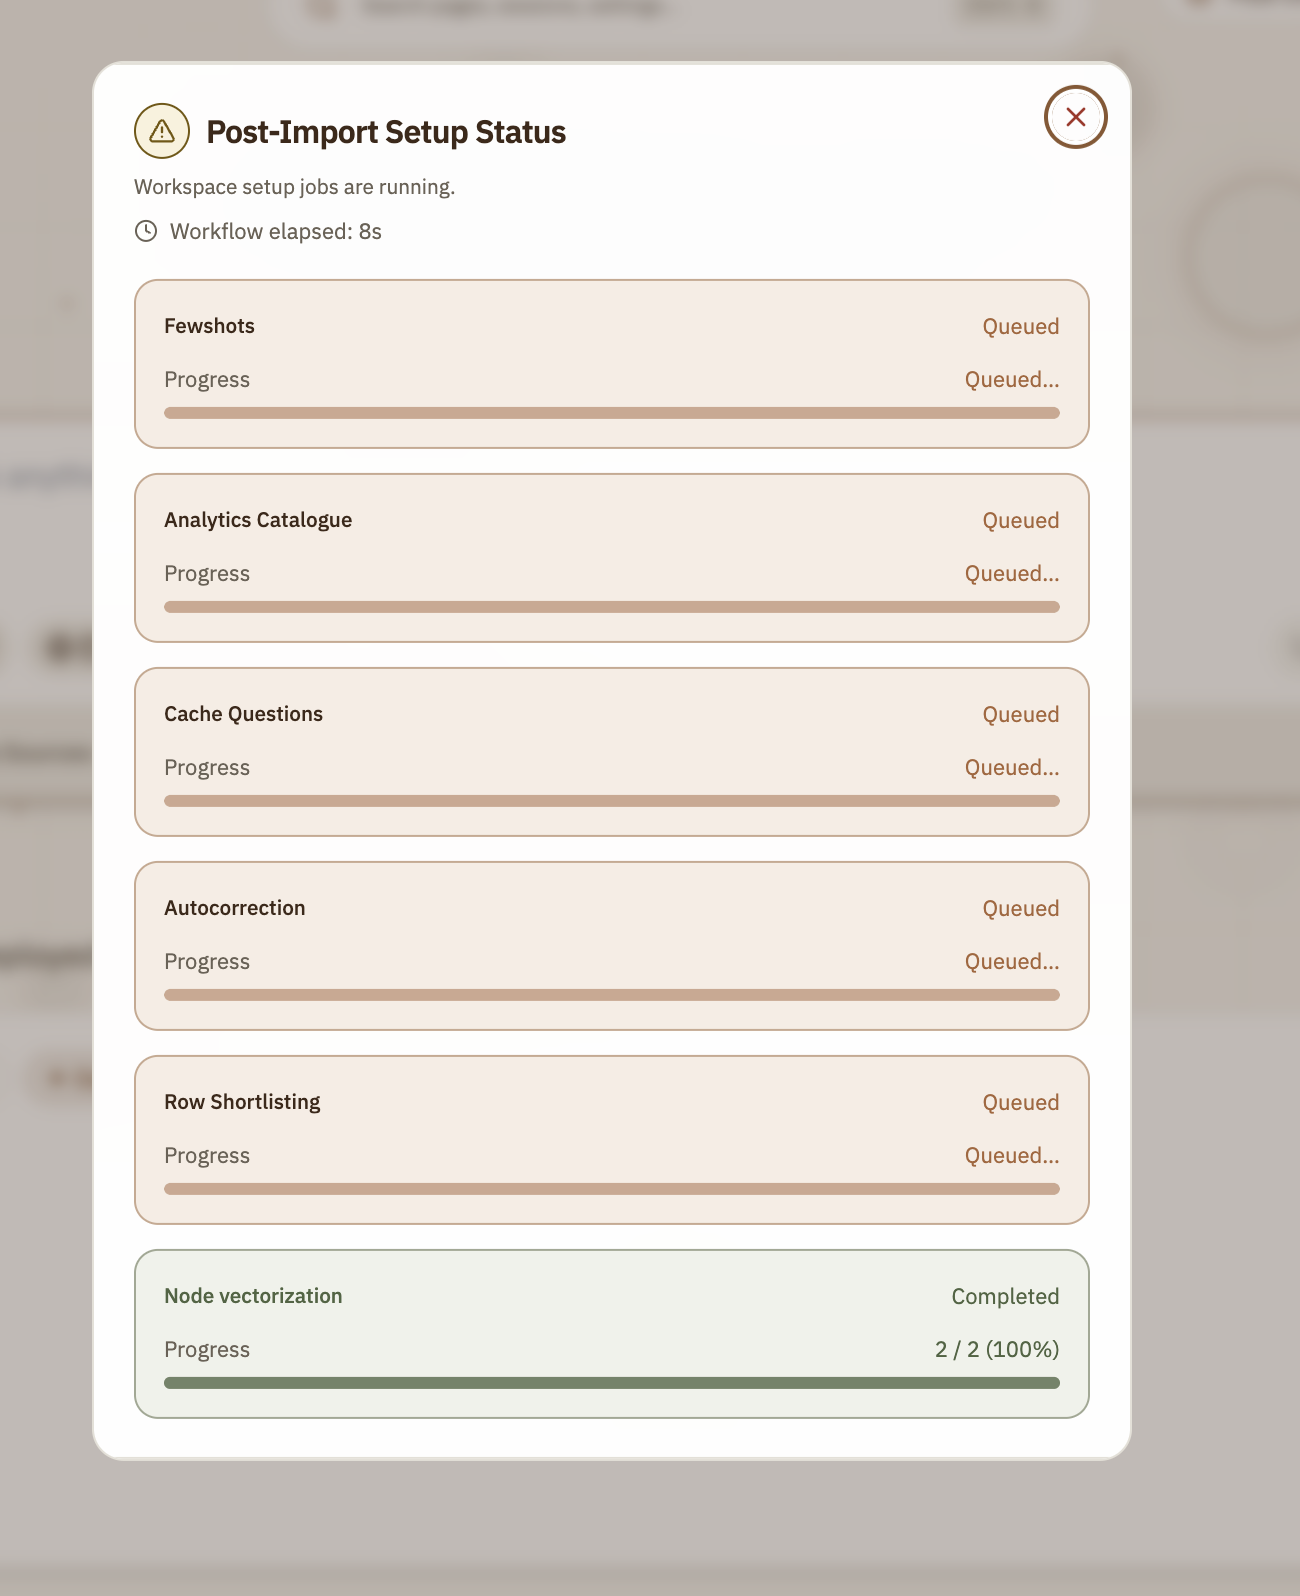 Post-Import Setup Status
Workspace setup jobs are running.
Workflow elapsed: 8s
Fewshots Queued
Progress Queued...
Analytics Catalogue Queued
Progress Queued...
Cache Questions Queued
Progress Queued...
Autocorrection Queued
Progress Queued...
Row Shortlisting Queued
Progress Queued...
Node vectorization Completed
Progress 2 / 2 (100%)